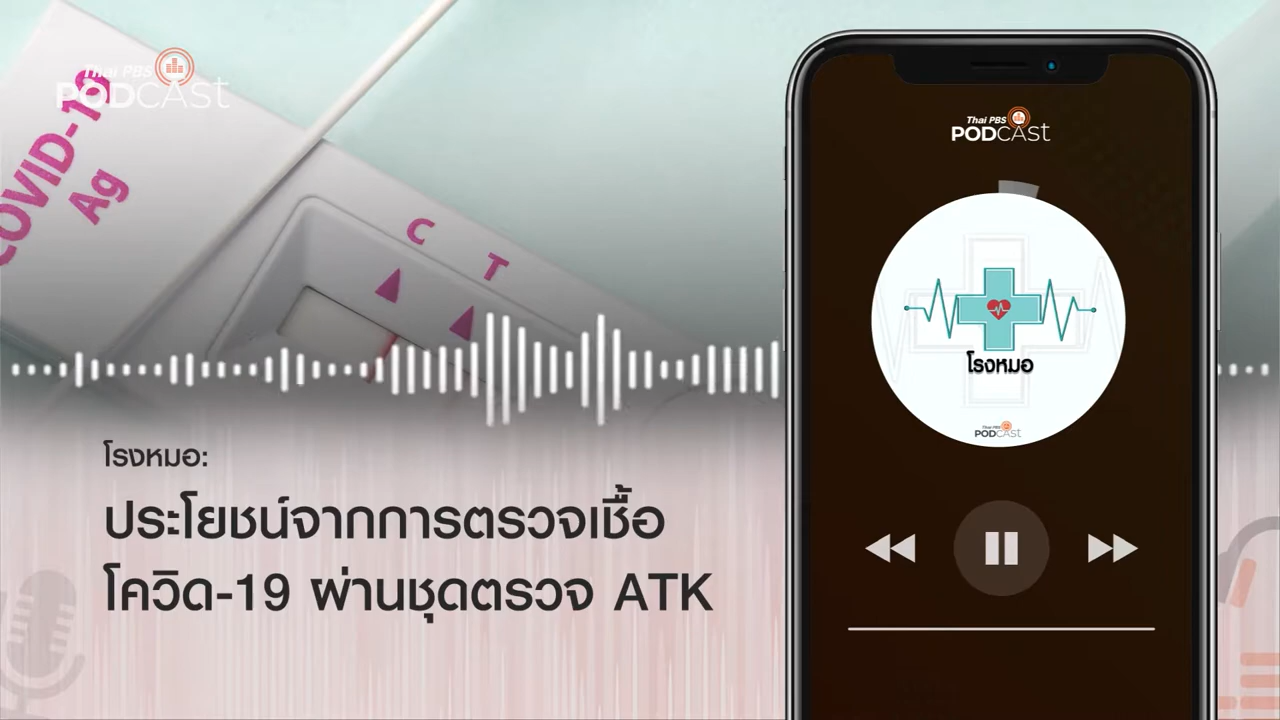 Thai PBS
PODCAST
COVID-19
Ag
C
T
Thai PBS
PODCAST
โรงหมอ
Thai PBS
PODCAST
โรงหมอ:
ประโยชน์จากการตรวจเชื้อ
โควิด-19 ผ่านชุดตรวจ ATK